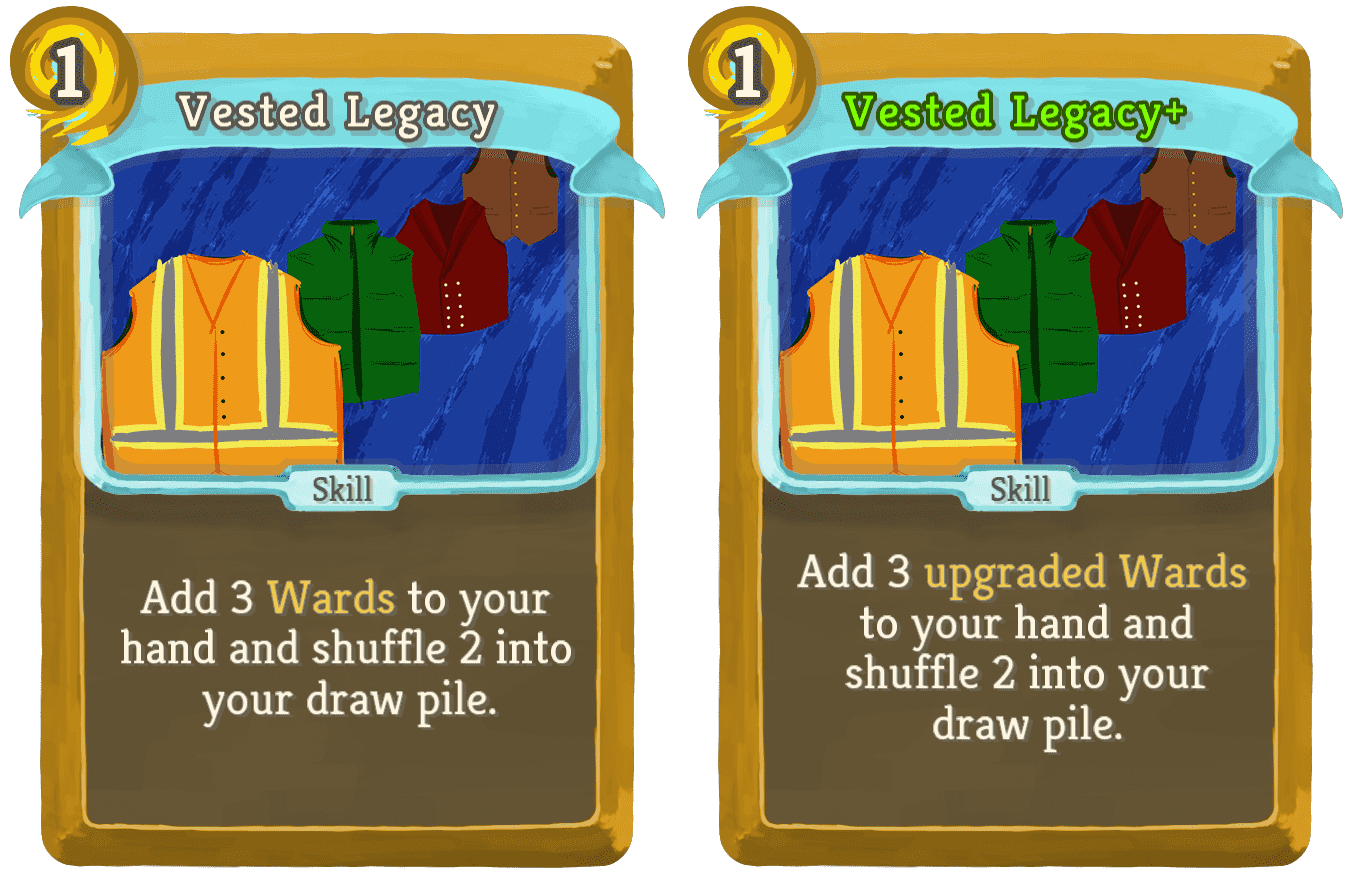 1
Vested Legacy
Skill
Add 3 Wards to your
hand and shuffle 2 into
your draw pile.
1
Vested Legacy+
Skill
Add 3 upgraded Wards
to your hand and
shuffle 2 into your
draw pile.